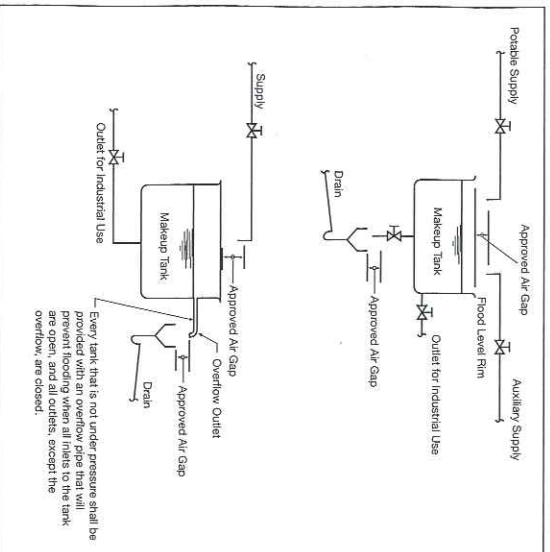 Potable Supply
Approved Air Gap
Auxiliary Supply
Flood Level Rim
Makeup Tank
Outlet for Industrial Use
Drain
Approved Air Gap
Supply
Approved Air Gap
Makeup Tank
Overflow Outlet
Outlet for Industrial Use
Approved Air Gap
Drain
Every tank that is not under pressure shall be
provided with an overflow pipe that will
prevent flooding when all inlets to the tank
are open, and all outlets, except the
overflow, are closed.